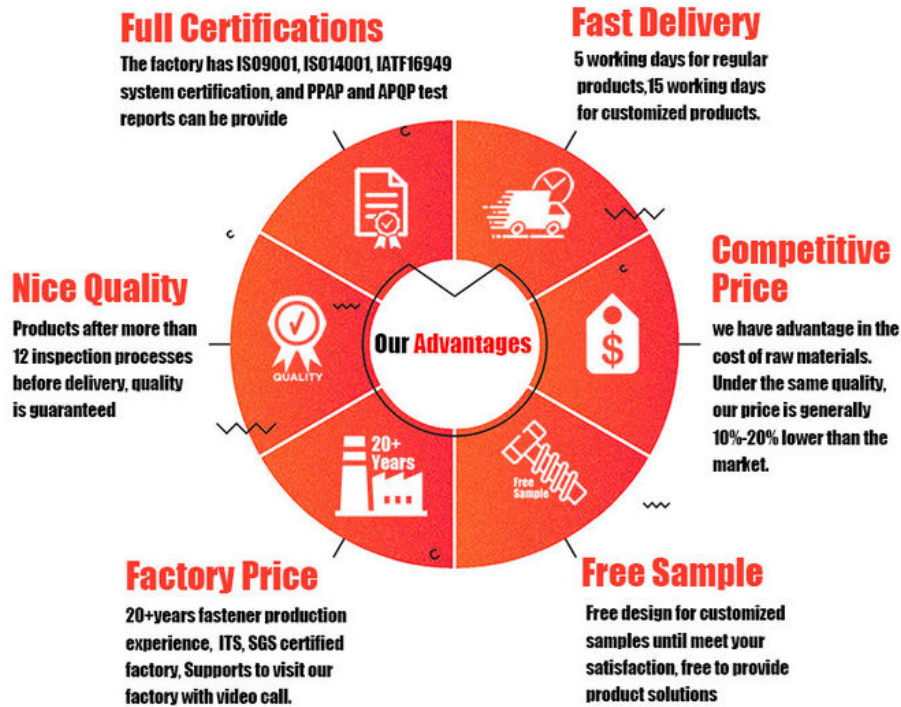 Full Certifications
The factory has ISO9001, ISO14001, IATF16949
system certification, and PPAP and APQP test
reports can be provide
Fast Delivery
5 working days for regular
products,15 working days
for customized products.
Nice Quality
Products after more than
12 inspection processes
before delivery, quality
is guaranteed
QUALITY
Our Advantages
$
Competitive
Price
we have advantage in the
cost of raw materials.
Under the same quality,
our price is generally
10%-20% lower than the
market.
20+
Years
Free
Sample
Factory Price
20+years fastener production
experience, ITS, SGS certified
factory, Supports to visit our
factory with video call.
Free Sample
Free design for customized
samples until meet your
satisfaction, free to provide
product solutions